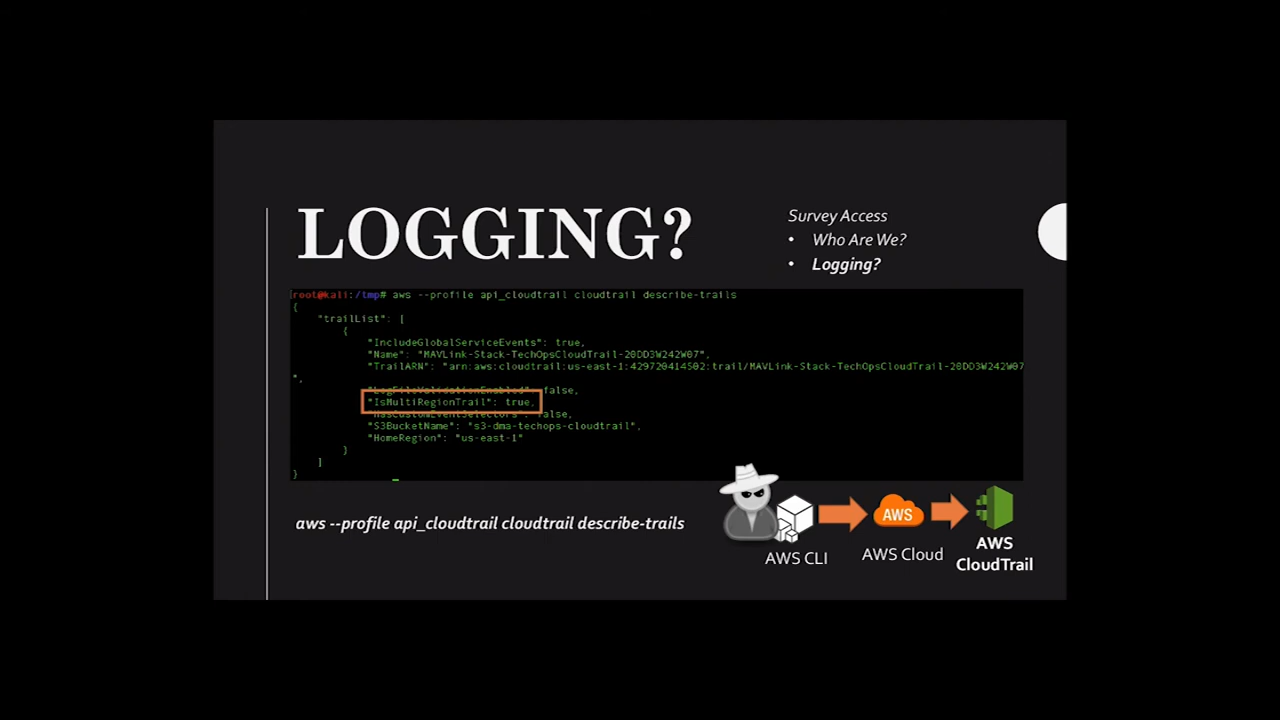 LOGGING?
Survey Access
• Who Are We?
• Logging?
root@kali:/tmp# aws --profile api_cloudtrail cloudtrail describe-trails
{
"trailList": [
{
"IncludeGlobalServiceEvents": true,
"Name": "MAVLink-Stack-TechOpsCloudTrail-20DD3W242W07",
"TrailARN": "arn:aws:cloudtrail:us-east-1:429720414502:trail/MAVLink-Stack-TechOpsCloudTrail-20DD3W242W07
",
"LogFileValidationEnabled": false,
"IsMultiRegionTrail": true,
"HasCustomEventSelectors": false,
"S3BucketName": "s3-dma-techops-cloudtrail",
"HomeRegion": "us-east-1"
}
]
}
aws --profile api_cloudtrail cloudtrail describe-trails
AWS
AWS CLI
AWS Cloud
AWS
CloudTrail